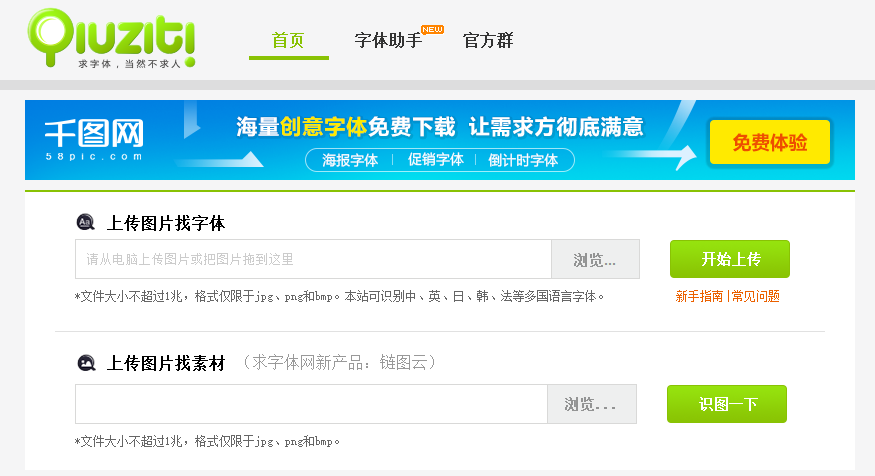 Qiuziti
求字体，当然不求人
首页 字体助手 NEW 官方群
千图网
58pic.com
海量创意字体免费下载 让需求方彻底满意
海报字体 | 促销字体 | 倒计时字体
免费体验
Aa 上传图片找字体
请从电脑上传图片或把图片拖到这里 浏览... 开始上传
*文件大小不超过1兆，格式仅限于jpg、png和bmp。本站可识别中、英、日、韩、法等多国语言字体。 新手指南 | 常见问题
上传图片找素材 （求字体网新产品：链图云）
浏览... 识图一下
*文件大小不超过1兆，格式仅限于jpg、png和bmp。